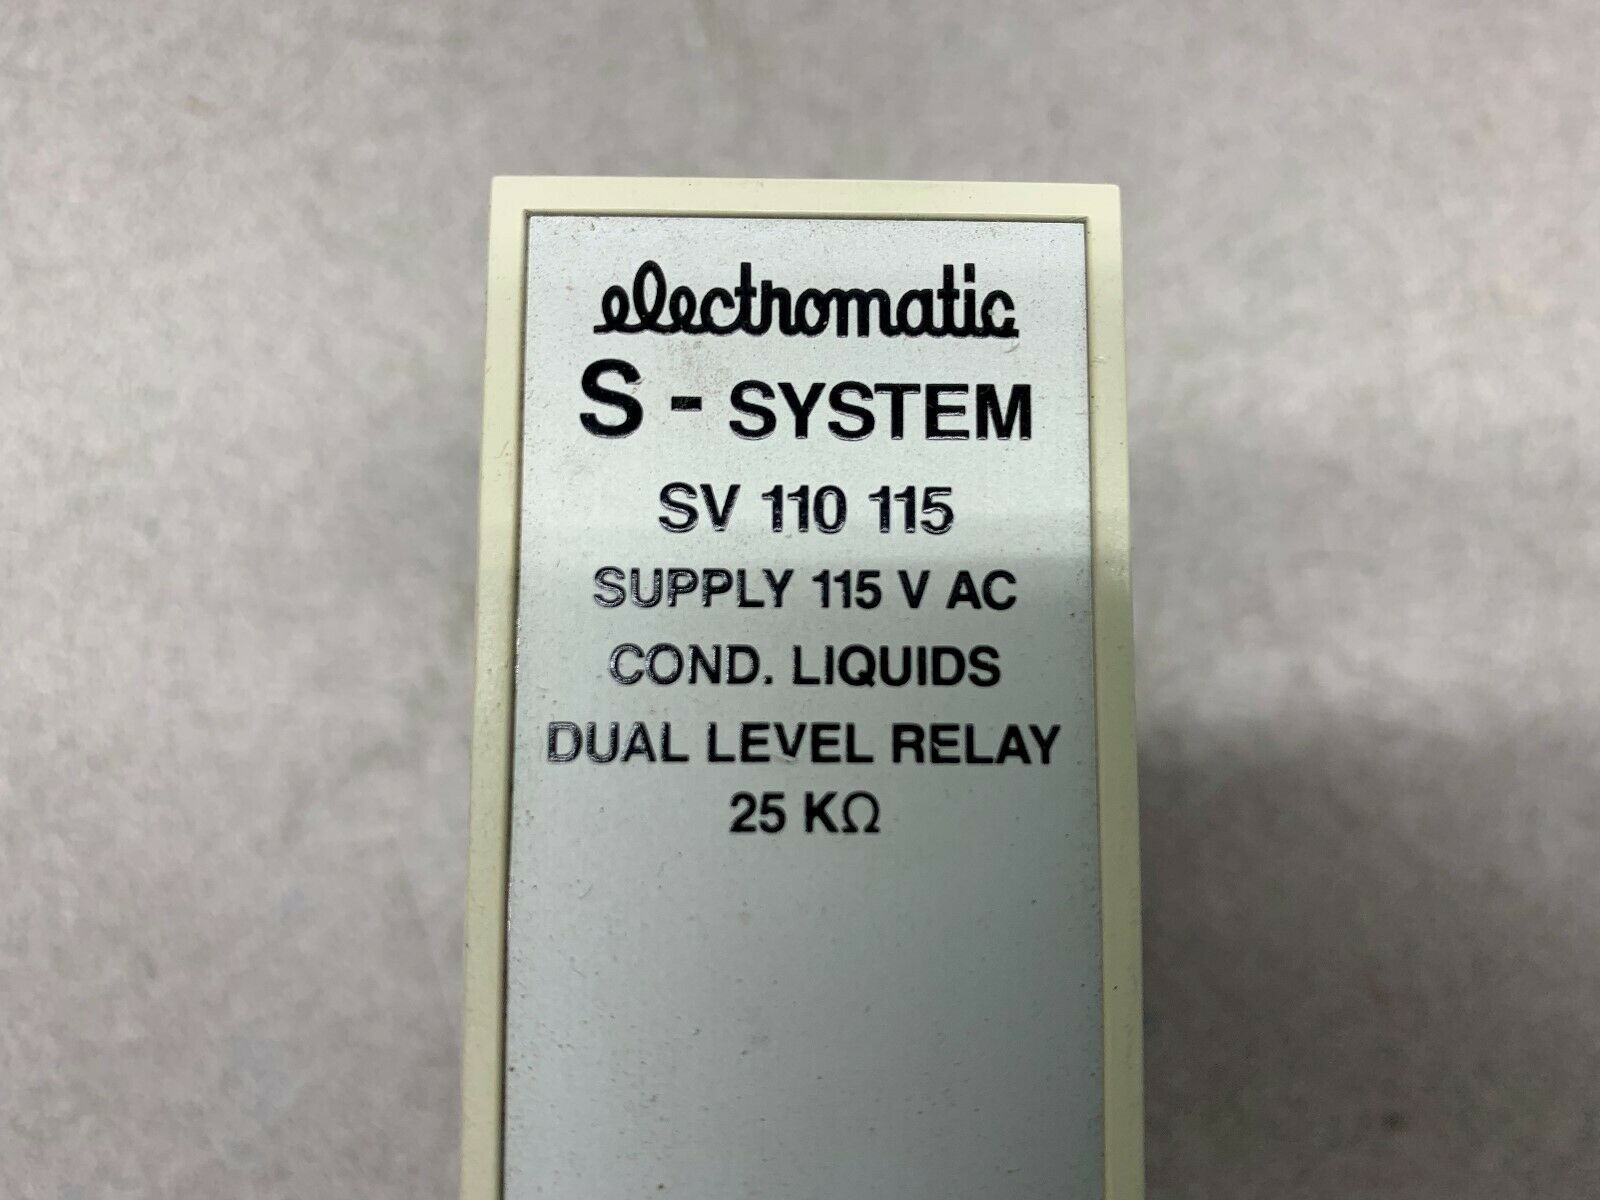 electromatic
S - SYSTEM
SV 110 115
SUPPLY 115 V AC
COND. LIQUIDS
DUAL LEVEL RELAY
25 KΩ